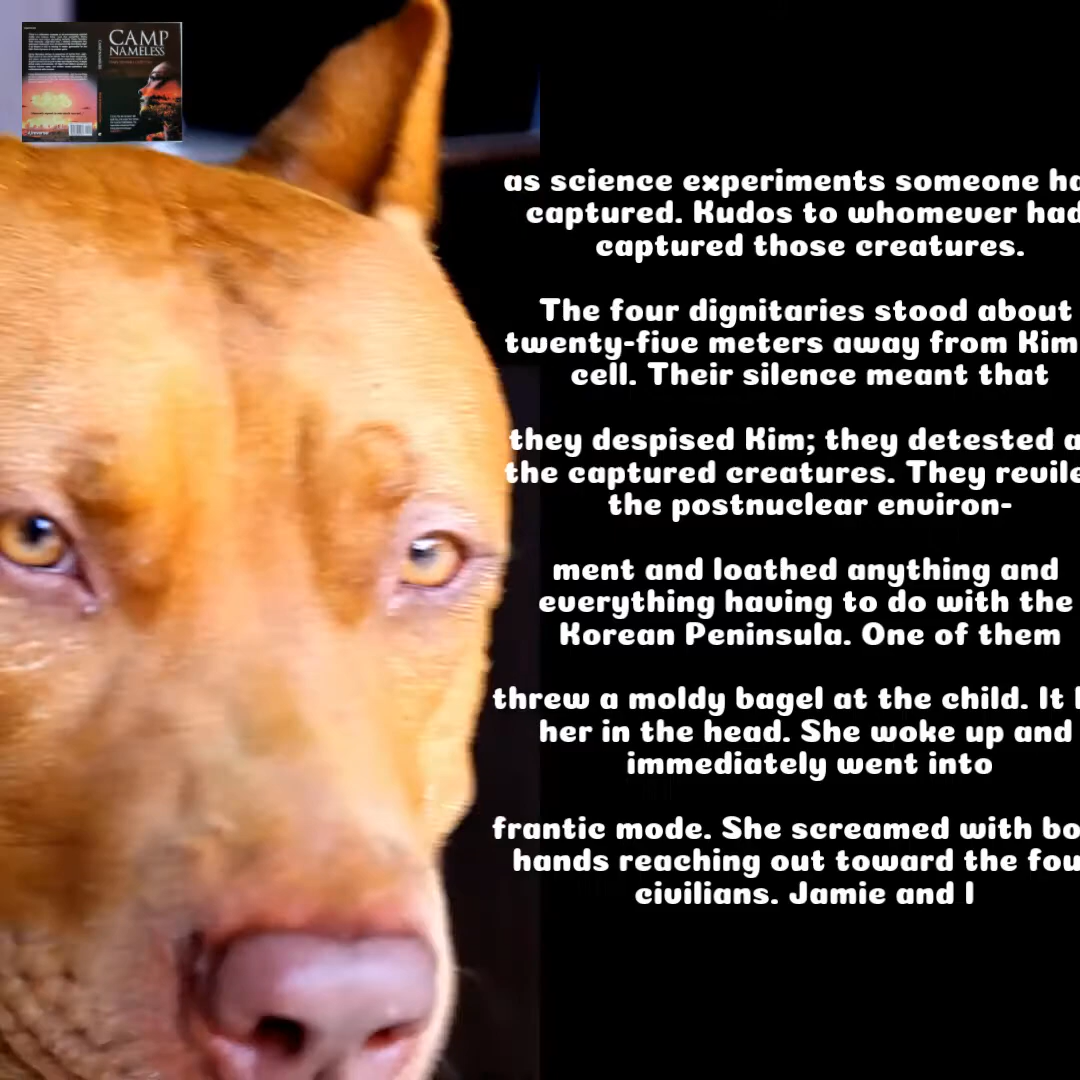 CAMP
NAMELESS
as science experiments someone ha
captured. Kudos to whomever had
captured those creatures.
The four dignitaries stood about
twenty-five meters away from Kim
cell. Their silence meant that
they despised Kim; they detested a
the captured creatures. They revile
the postnuclear environ-
ment and loathed anything and
everything having to do with the
Korean Peninsula. One of them
threw a moldy bagel at the child. It
her in the head. She woke up and
immediately went into
frantic mode. She screamed with bo
hands reaching out toward the fou
civilians. Jamie and I